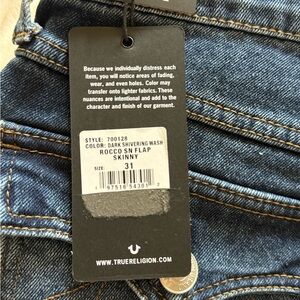 Because we individually distress each
item, you will notice areas of fading,
wear, and even holes. Color may
transfer onto lighter fabrics. These
nuances are intentional and add to the
character and finish of our garment.
STYLE: 700128
COLOR: DARK SHIVERING WASH
ROCCO SN FLAP
SKINNY
SIZE: 31
WWW.TRUERELIGION.COM